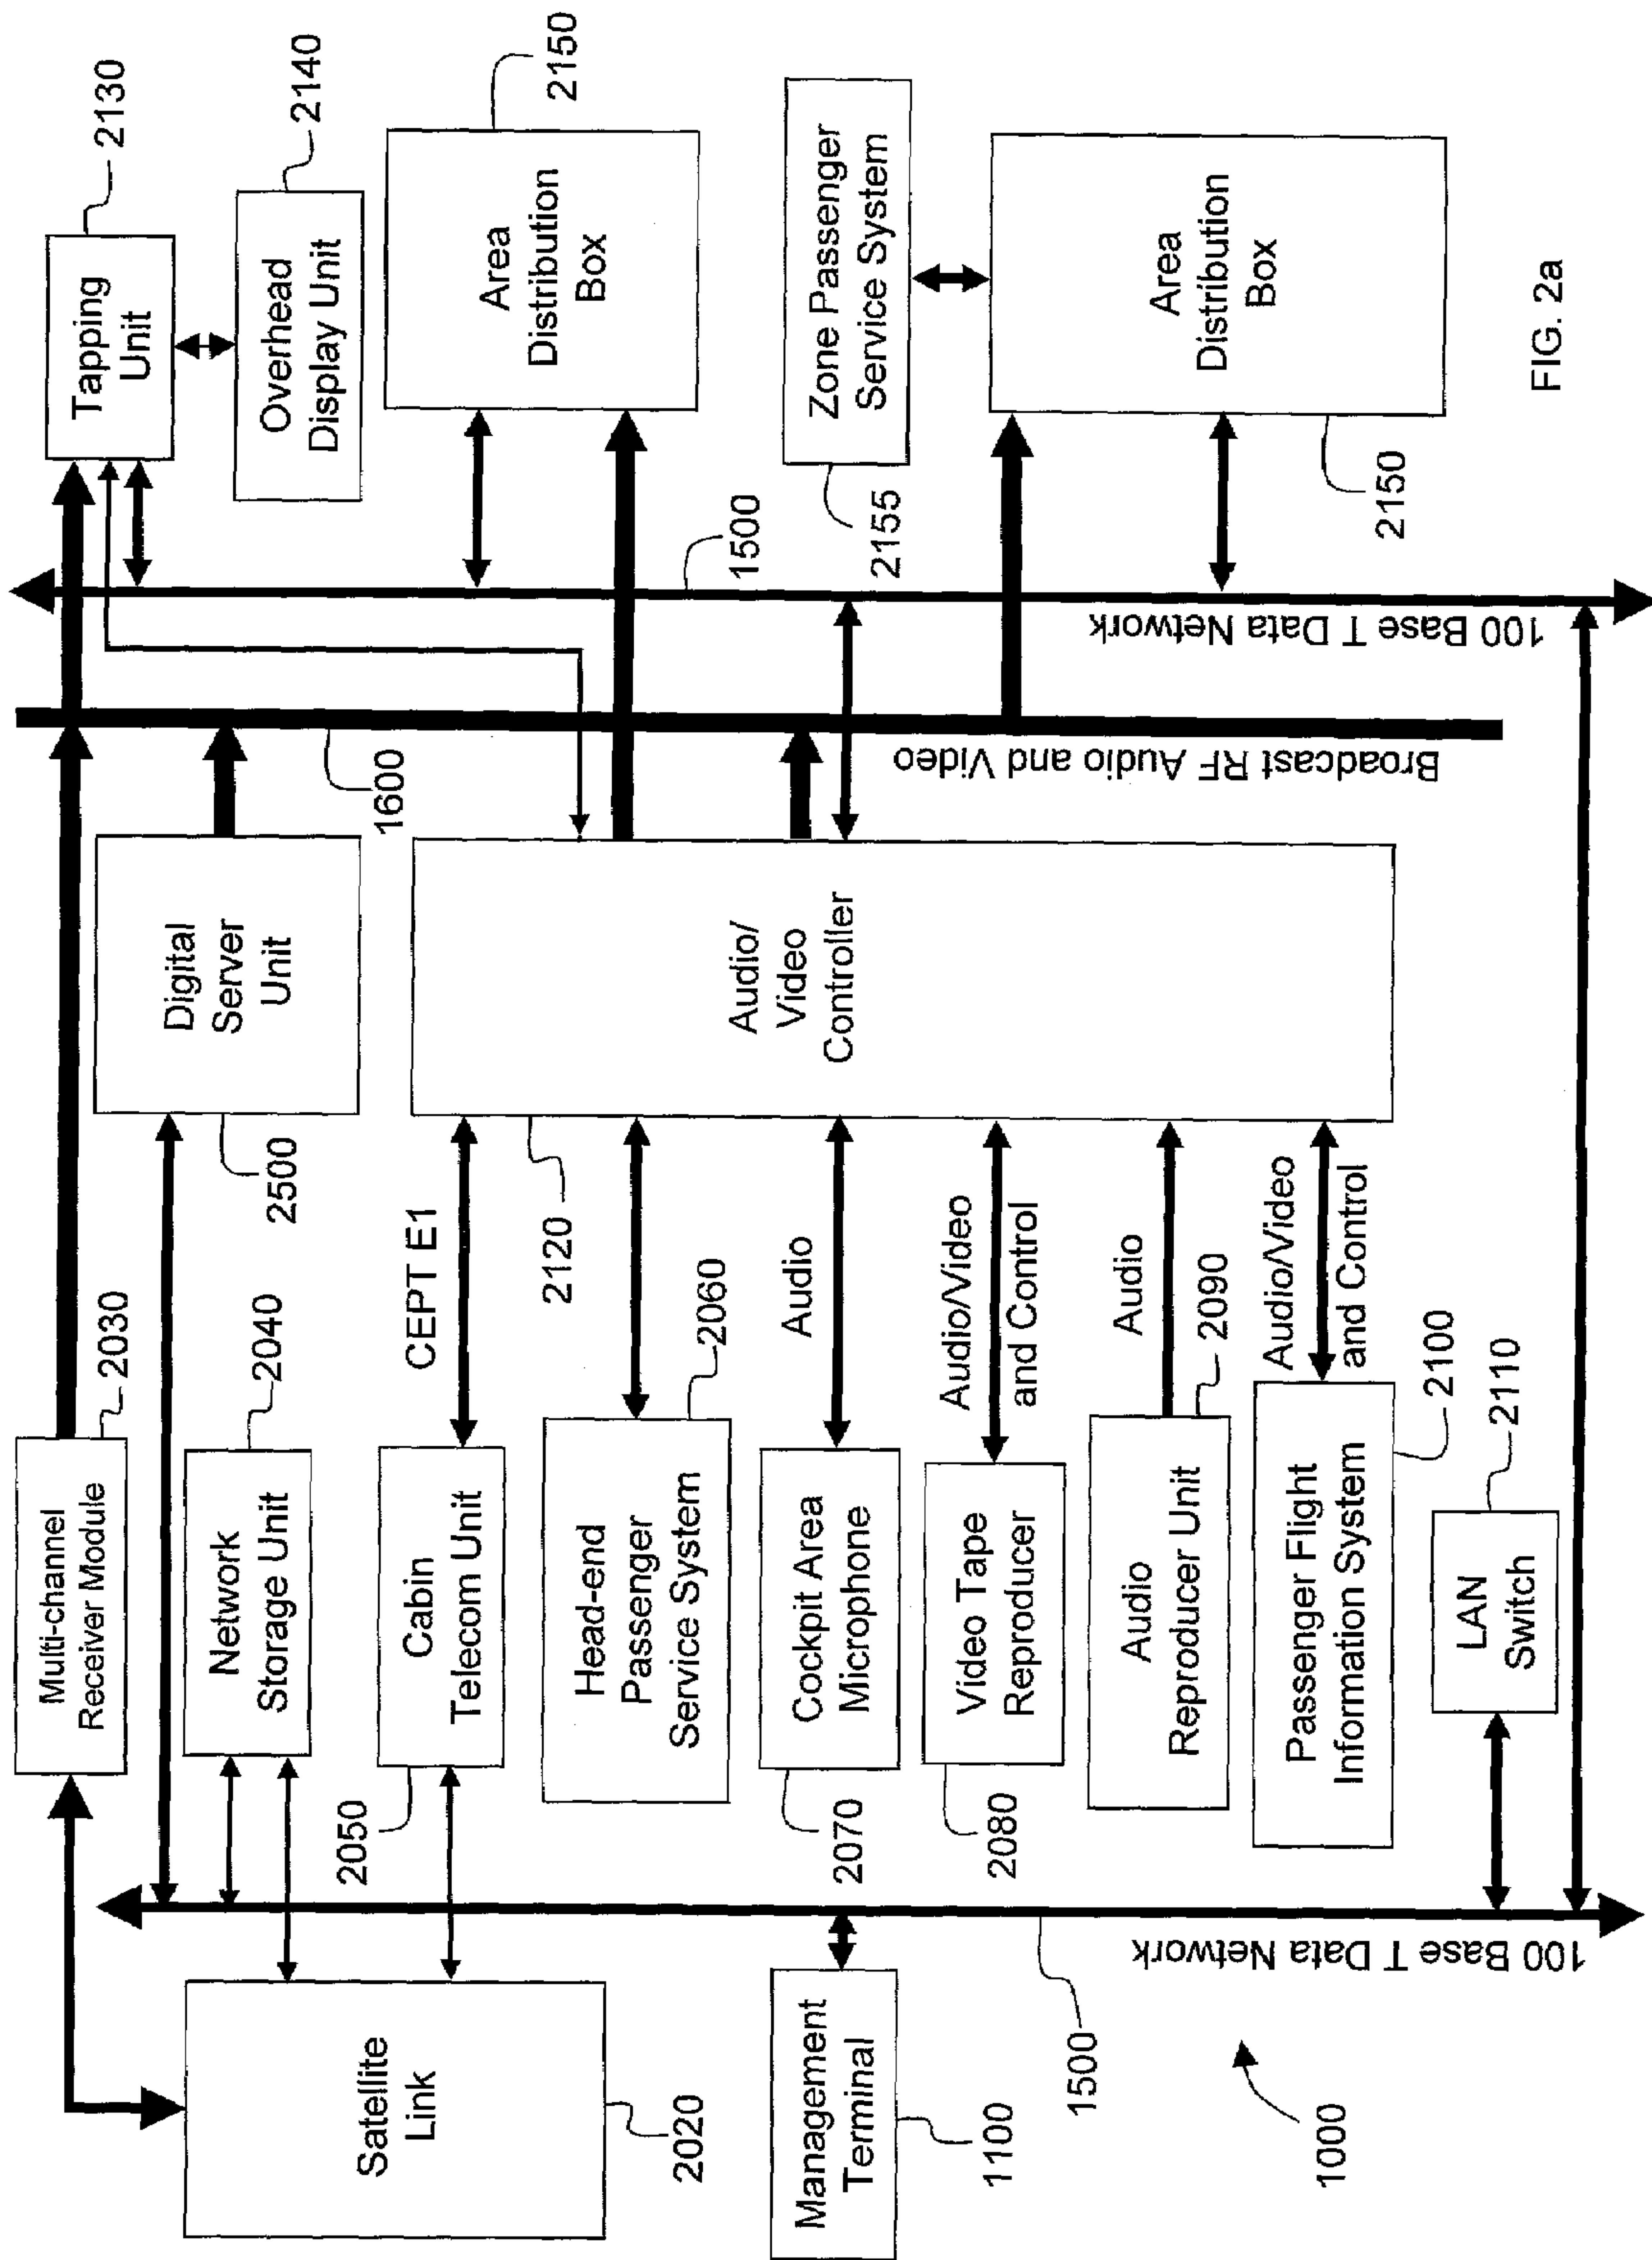 Satellite
Link
2020
Management
Terminal
1100
1000
1500
100 Base T Data Network
Multi-channel
Receiver Module
2030
Network
Storage Unit
2040
Cabin
Telecom Unit
2050
CEPT E1
Head-end
Passenger
Service System
2060
Cockpit Area
Microphone
2070
Audio
Video Tape
Reproducer
2080
Audio/Video
and Control
Audio
Reproducer Unit
2090
Audio
Passenger Flight
Information System
2100
Audio/Video
and Control
LAN
Switch
2110
Digital
Server
Unit
2500
Audio/
Video
Controller
2120
1600
Broadcast RF Audio and Video
1500
100 Base T Data Network
Tapping
Unit
2130
Overhead
Display Unit
2140
Area
Distribution
Box
2150
Zone Passenger
Service System
2155
Area
Distribution
Box
2150
FIG. 2a